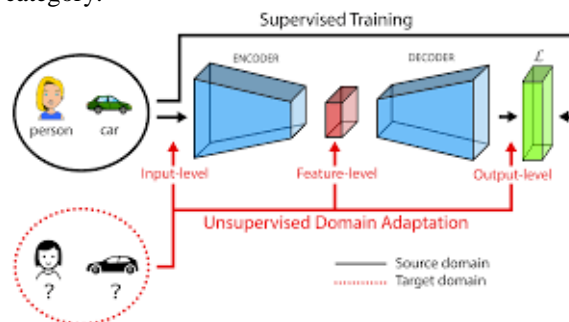 category.
Supervised Training
ENCODER
DECODER
ℒ
person car
Input-level
Feature-level
Output-level
Unsupervised Domain Adaptation
? ?
Source domain
Target domain